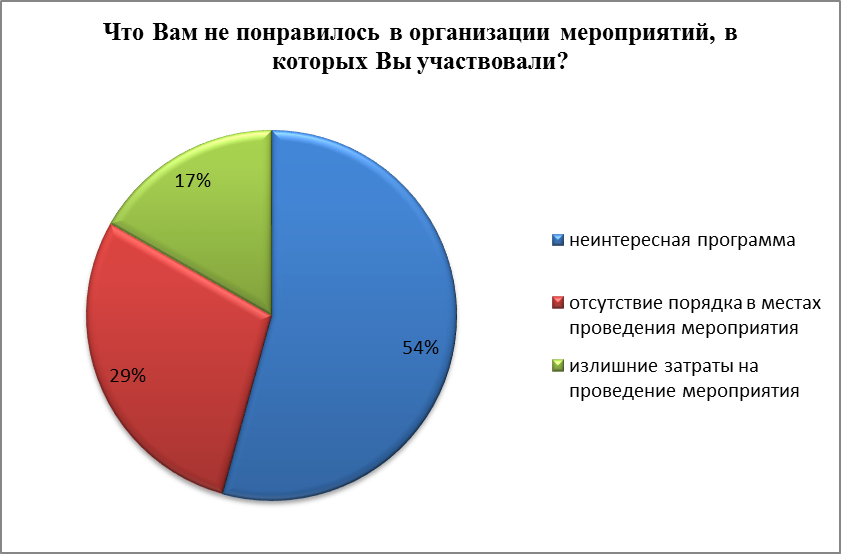 Что Вам не понравилось в организации мероприятий, в
которых Вы участвовали?
17%
54%
29%
неинтересная программа
отсутствие порядка в местах
проведения мероприятия
излишние затраты на
проведение мероприятия